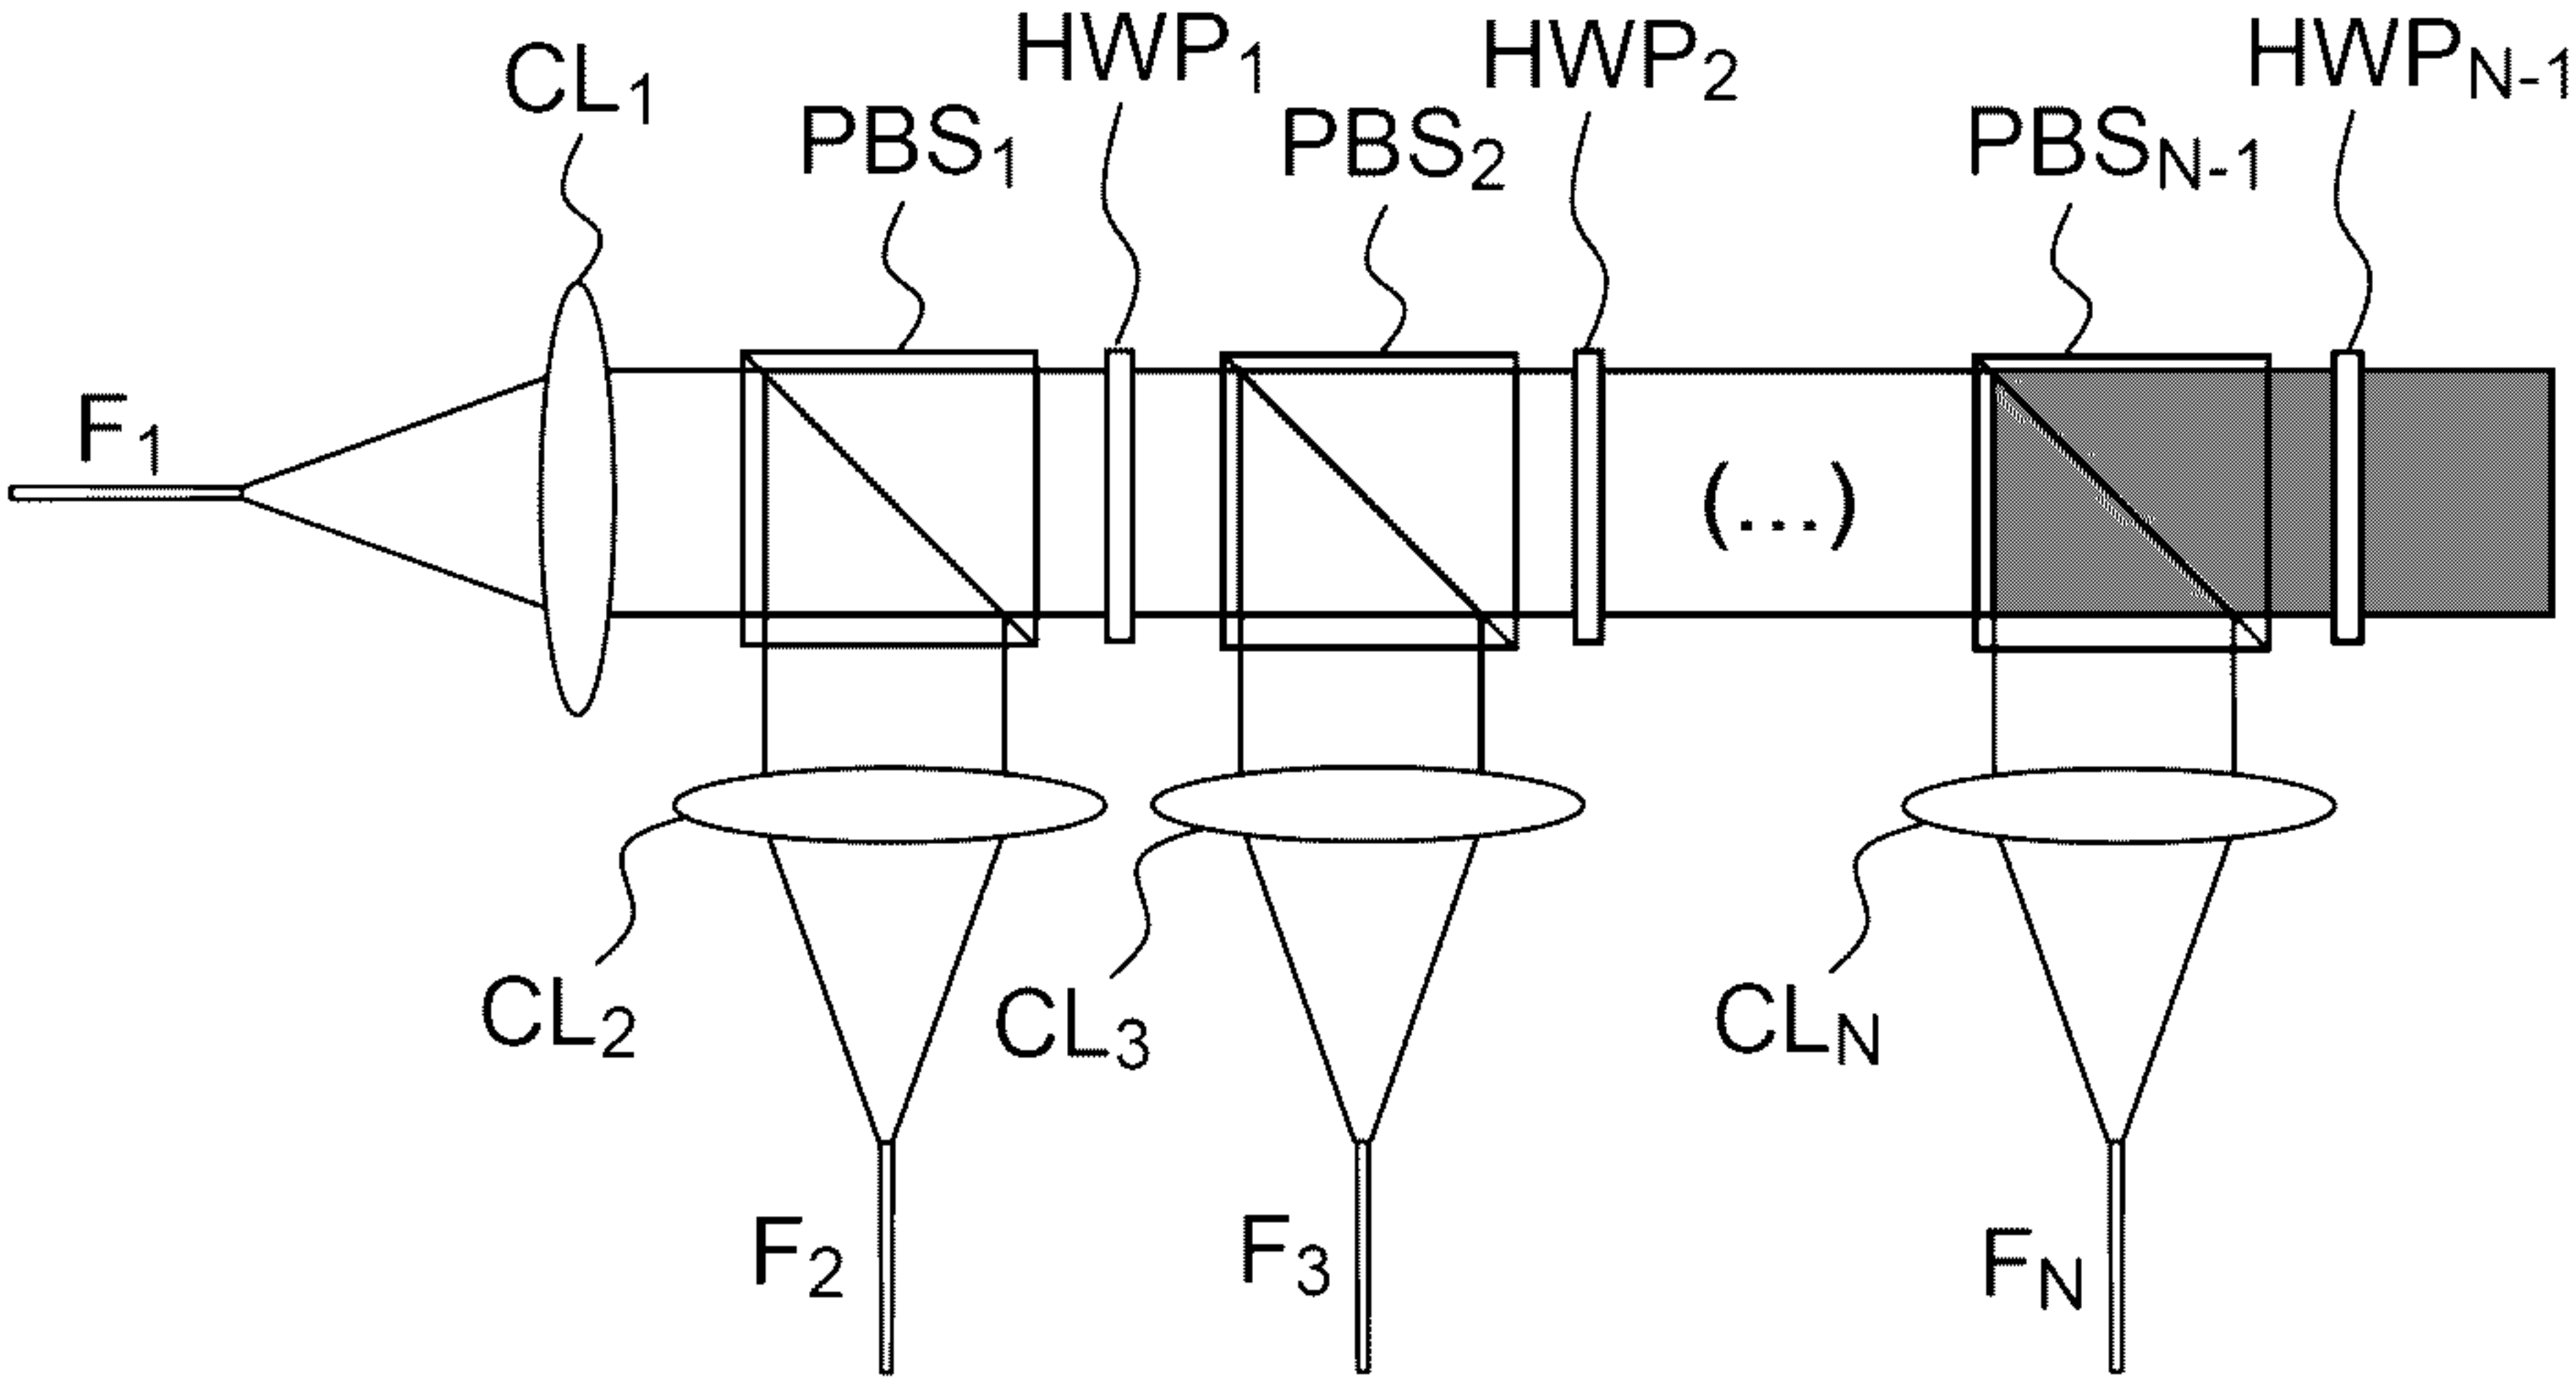 CL1
PBS1
HWP1
PBS2
HWP2
PBSN-1
HWPN-1
F1
(...)
CL2
CL3
CLN
F2
F3
FN